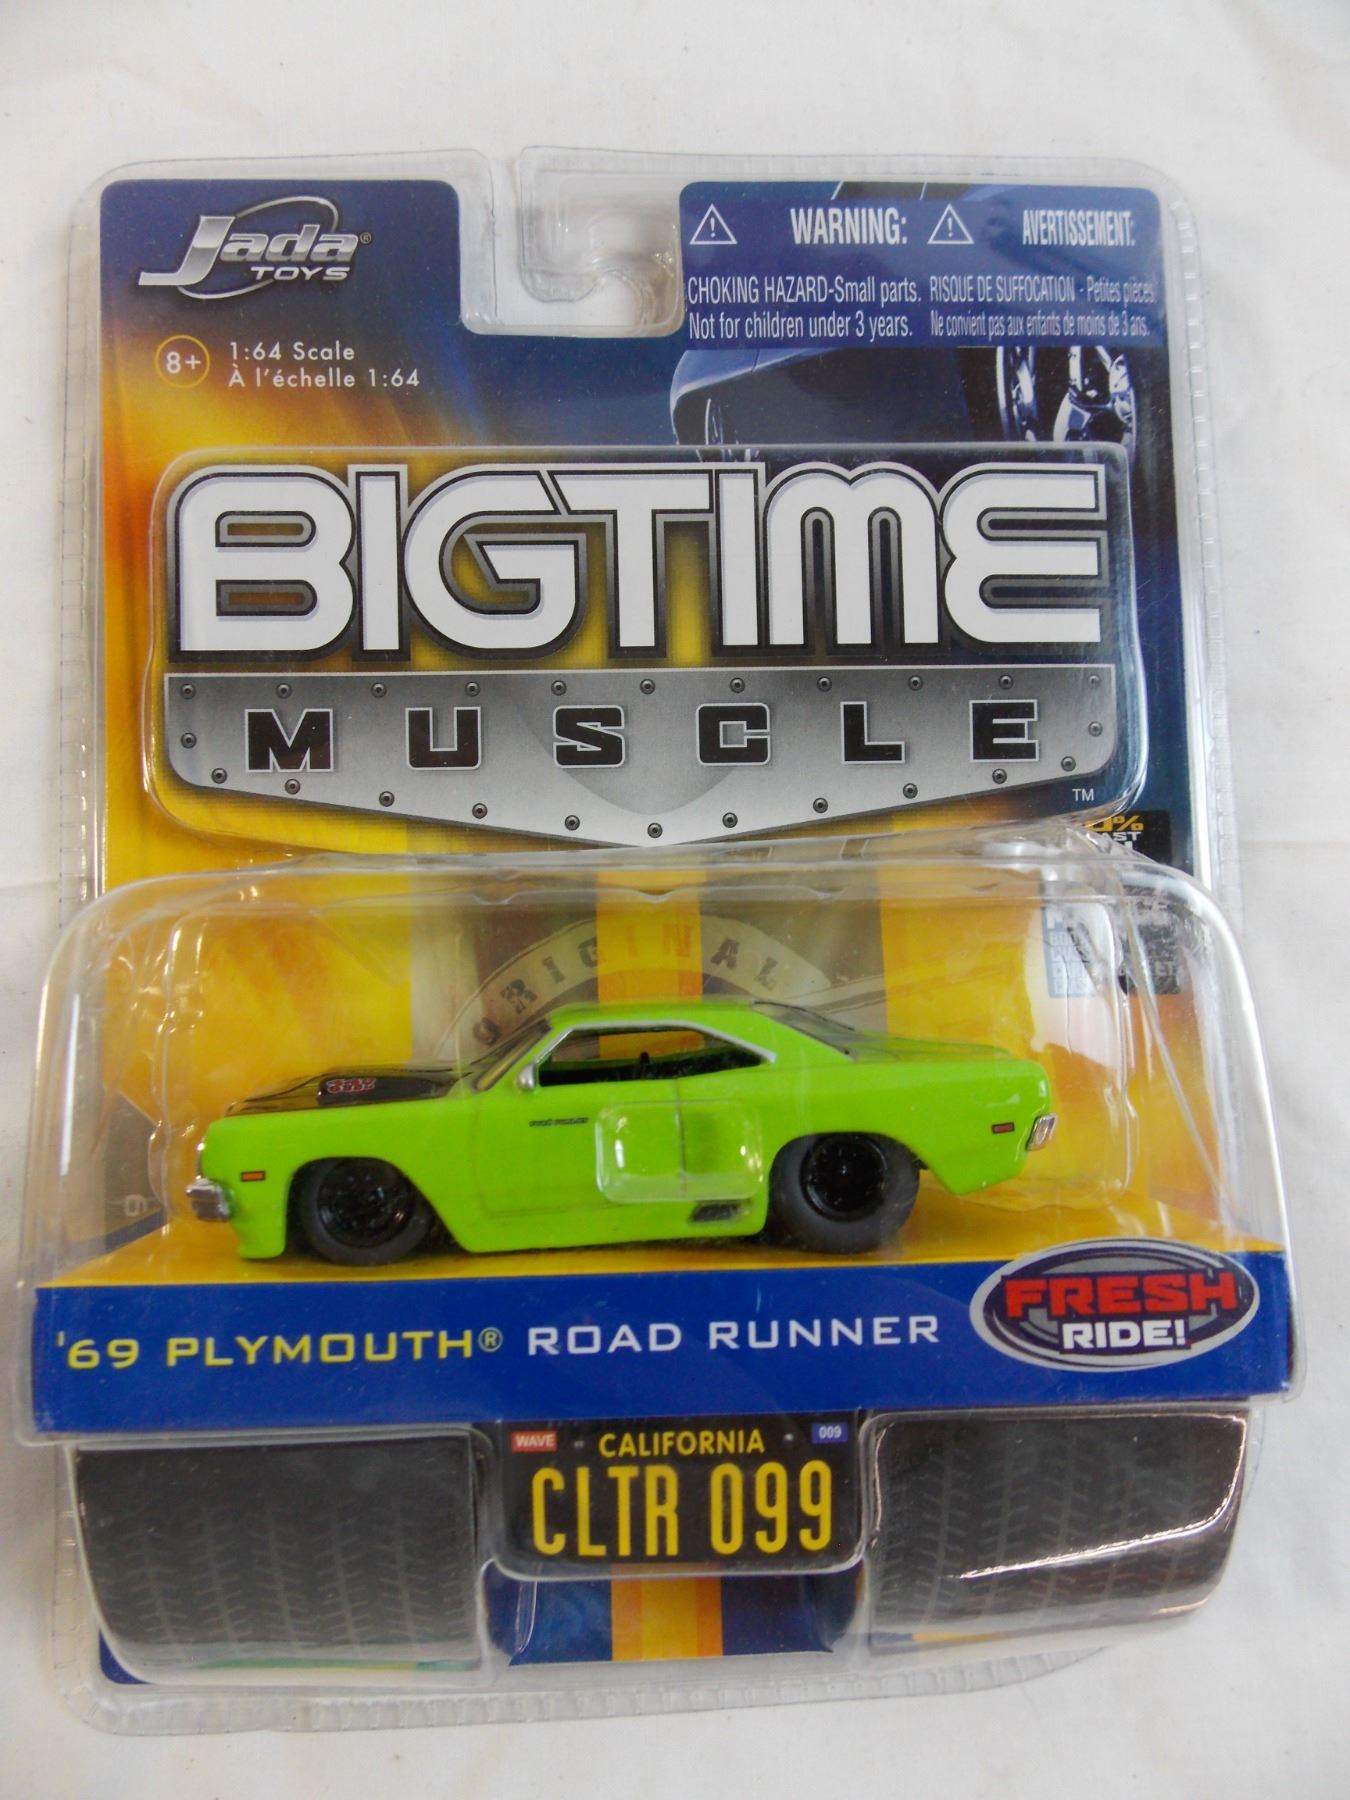 Jada®
TOYS
WARNING:
CHOKING HAZARD-Small parts.
Not for children under 3 years.
AVERTISSEMENT:
RISQUE DE SUFFOCATION - Petites pièces.
Ne convient pas aux enfants de moins de 3 ans.
8+
1:64 Scale
À l'échelle 1:64
BIGTIME
MUSCLE
TM
ORIGINAL
'69 PLYMOUTH® ROAD RUNNER
FRESH
RIDE!
WAVE
CALIFORNIA
009
CLTR 099